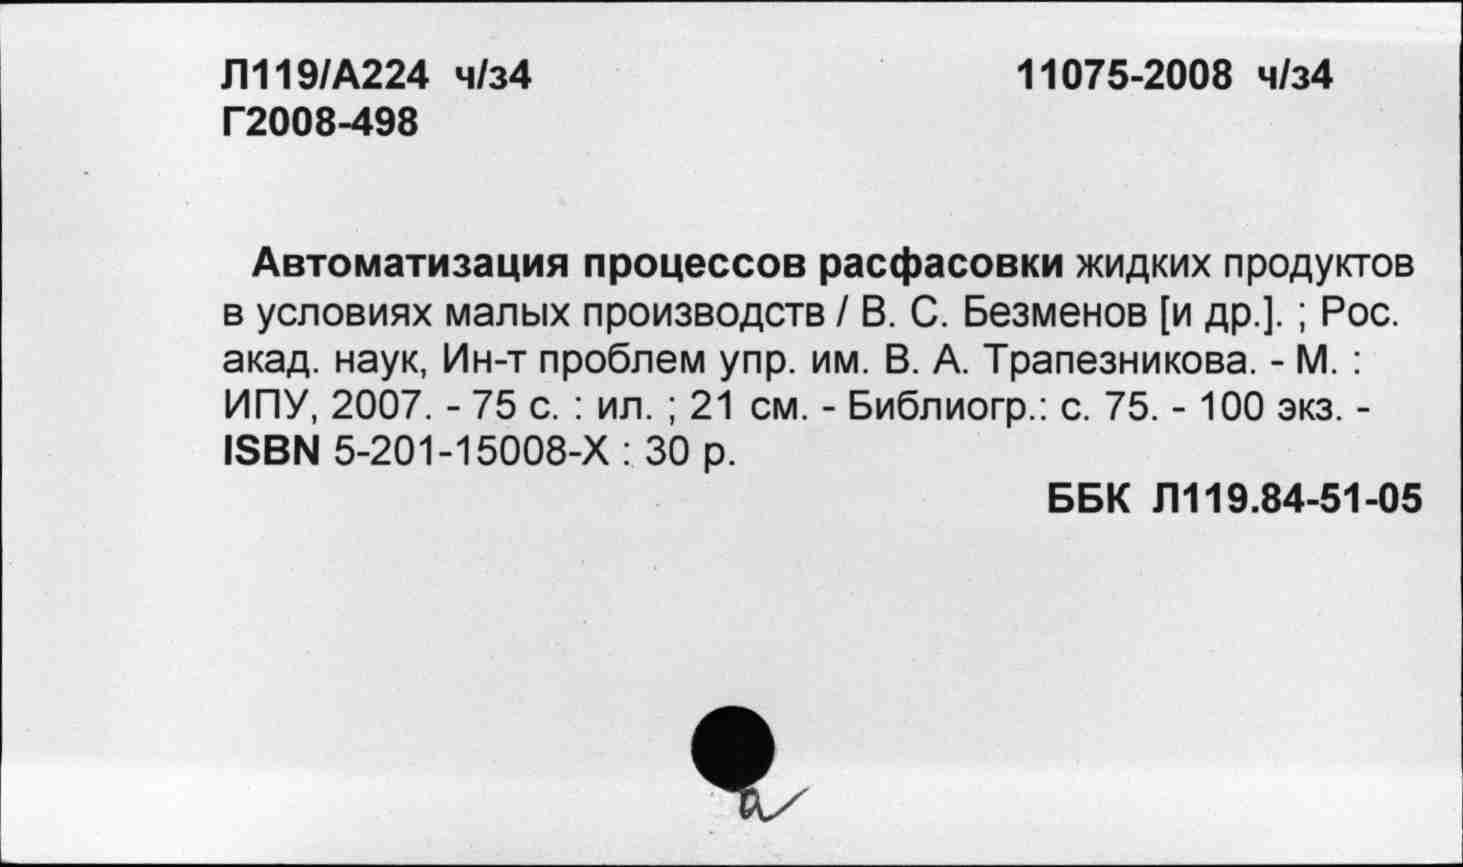 Л119/А224 ч/з4 11075-2008 ч/з4
Г2008-498
Автоматизация процессов расфасовки жидких продуктов
в условиях малых производств / В. С. Безменов [и др.]. ; Рос.
акад. наук, Ин-т проблем упр. им. В. А. Трапезникова. - М. :
ИПУ, 2007. - 75 с. : ил. ; 21 см. - Библиогр.: с. 75. - 100 экз. -
ISBN 5-201-15008-X : 30 р.
ББК Л119.84-51-05